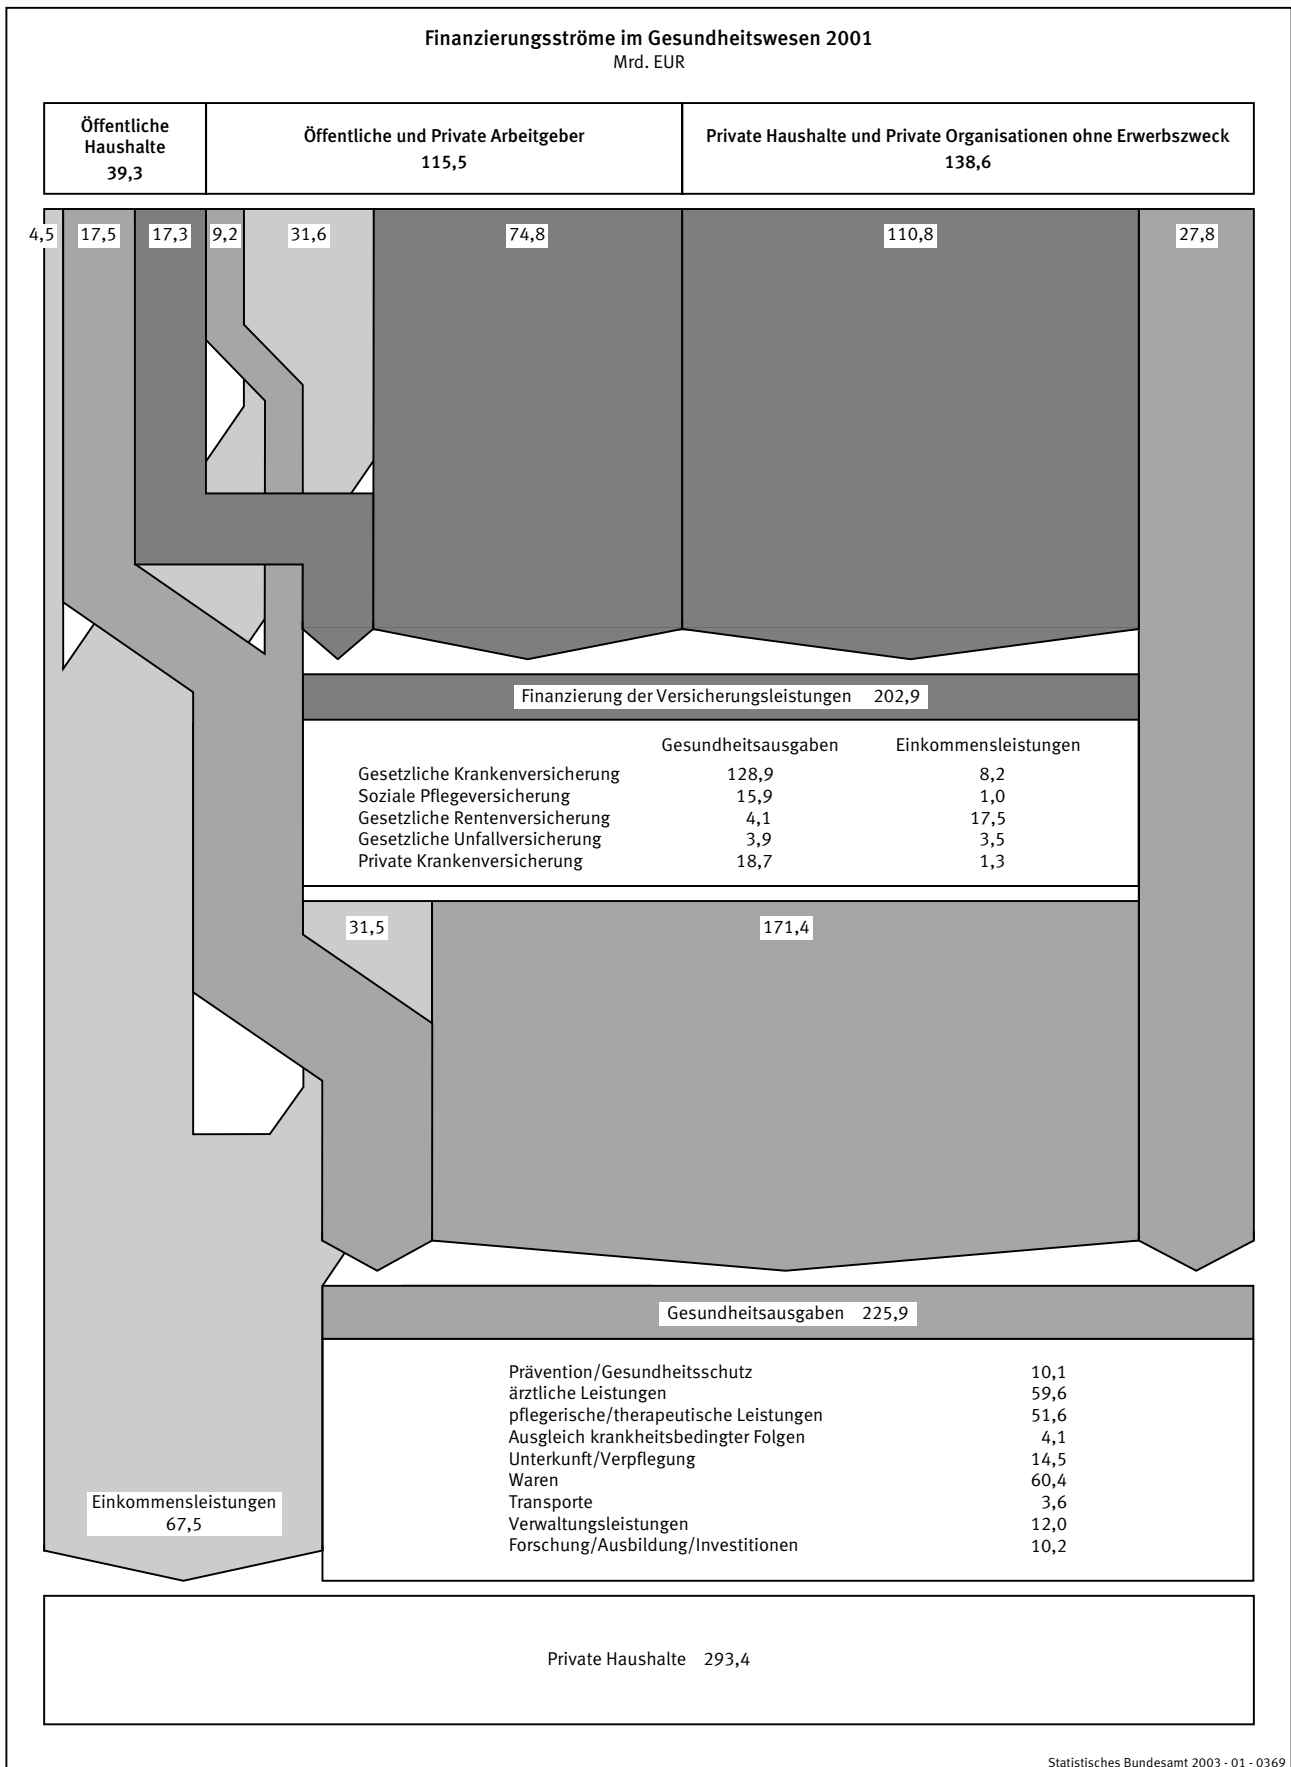 Finanzierungsströme im Gesundheitswesen 2001
Mrd. EUR
Öffentliche
Haushalte
39,3
Öffentliche und Private Arbeitgeber
115,5
Private Haushalte und Private Organisationen ohne Erwerbszweck
138,6
4,5 17,5 17,3 9,2 31,6 74,8 110,8 27,8
Finanzierung der Versicherungsleistungen 202,9
Gesundheitsausgaben Einkommensleistungen
Gesetzliche Krankenversicherung 128,9 8,2
Soziale Pflegeversicherung 15,9 1,0
Gesetzliche Rentenversicherung 4,1 17,5
Gesetzliche Unfallversicherung 3,9 3,5
Private Krankenversicherung 18,7 1,3
31,5 171,4
Gesundheitsausgaben 225,9
Prävention/Gesundheitsschutz 10,1
ärztliche Leistungen 59,6
pflegerische/therapeutische Leistungen 51,6
Ausgleich krankheitsbedingter Folgen 4,1
Unterkunft/Verpflegung 14,5
Waren 60,4
Transporte 3,6
Verwaltungsleistungen 12,0
Forschung/Ausbildung/Investitionen 10,2
Einkommensleistungen
67,5
Private Haushalte 293,4
Statistisches Bundesamt 2003 - 01 - 0369